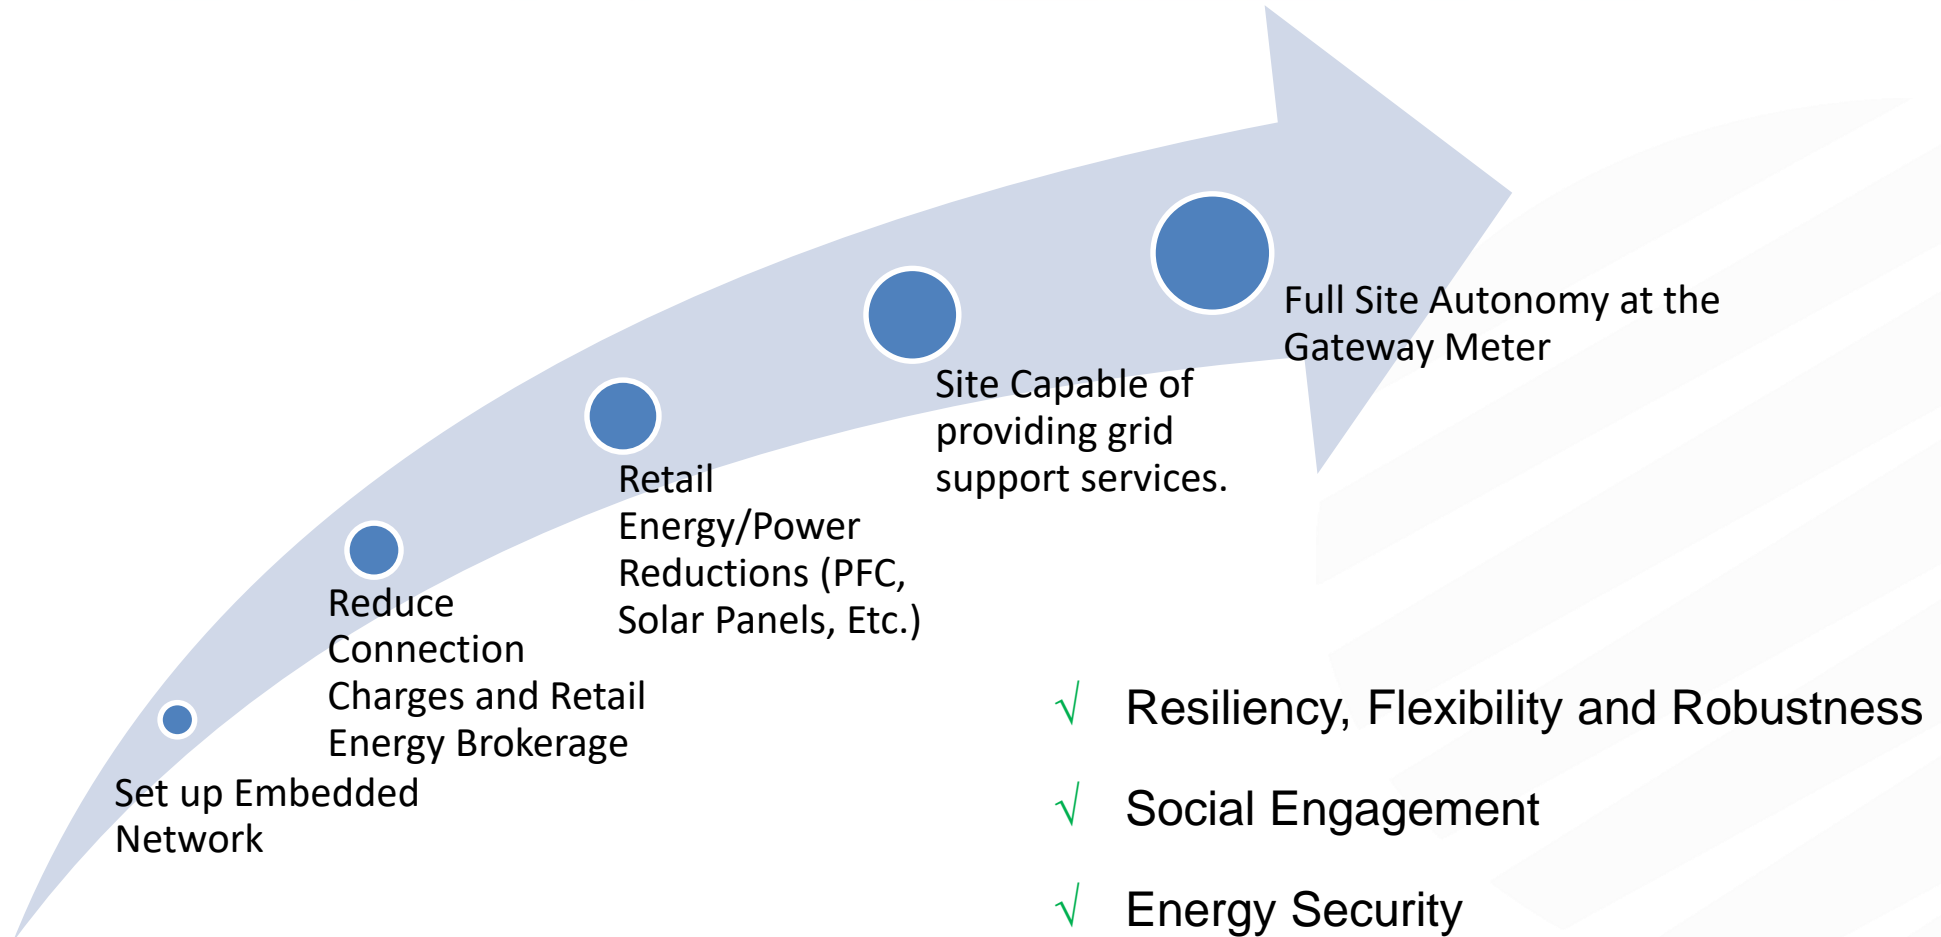 Set up Embedded
Network
Reduce
Connection
Charges and Retail
Energy Brokerage
Retail
Energy/Power
Reductions (PFC,
Solar Panels, Etc.)
Site Capable of
providing grid
support services.
Full Site Autonomy at the
Gateway Meter
√ Resiliency, Flexibility and Robustness
√ Social Engagement
√ Energy Security